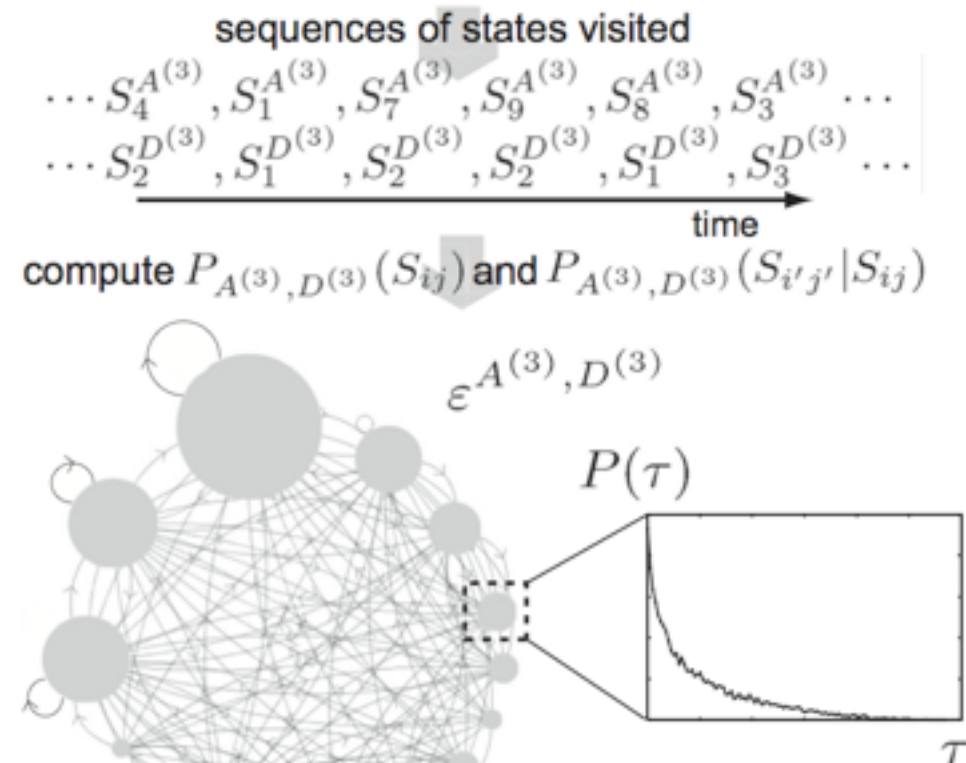 sequences of states visited
⋯ S_4^{A^{(3)}}, S_1^{A^{(3)}}, S_7^{A^{(3)}}, S_9^{A^{(3)}}, S_8^{A^{(3)}}, S_3^{A^{(3)}} ⋯
⋯ S_2^{D^{(3)}}, S_1^{D^{(3)}}, S_2^{D^{(3)}}, S_2^{D^{(3)}}, S_1^{D^{(3)}}, S_3^{D^{(3)}} ⋯
time
compute P_{A^{(3)},D^{(3)}}(S_{ij}) and P_{A^{(3)},D^{(3)}}(S_{i'j'}|S_{ij})
ε^{A^{(3)},D^{(3)}}
P(τ)
τ